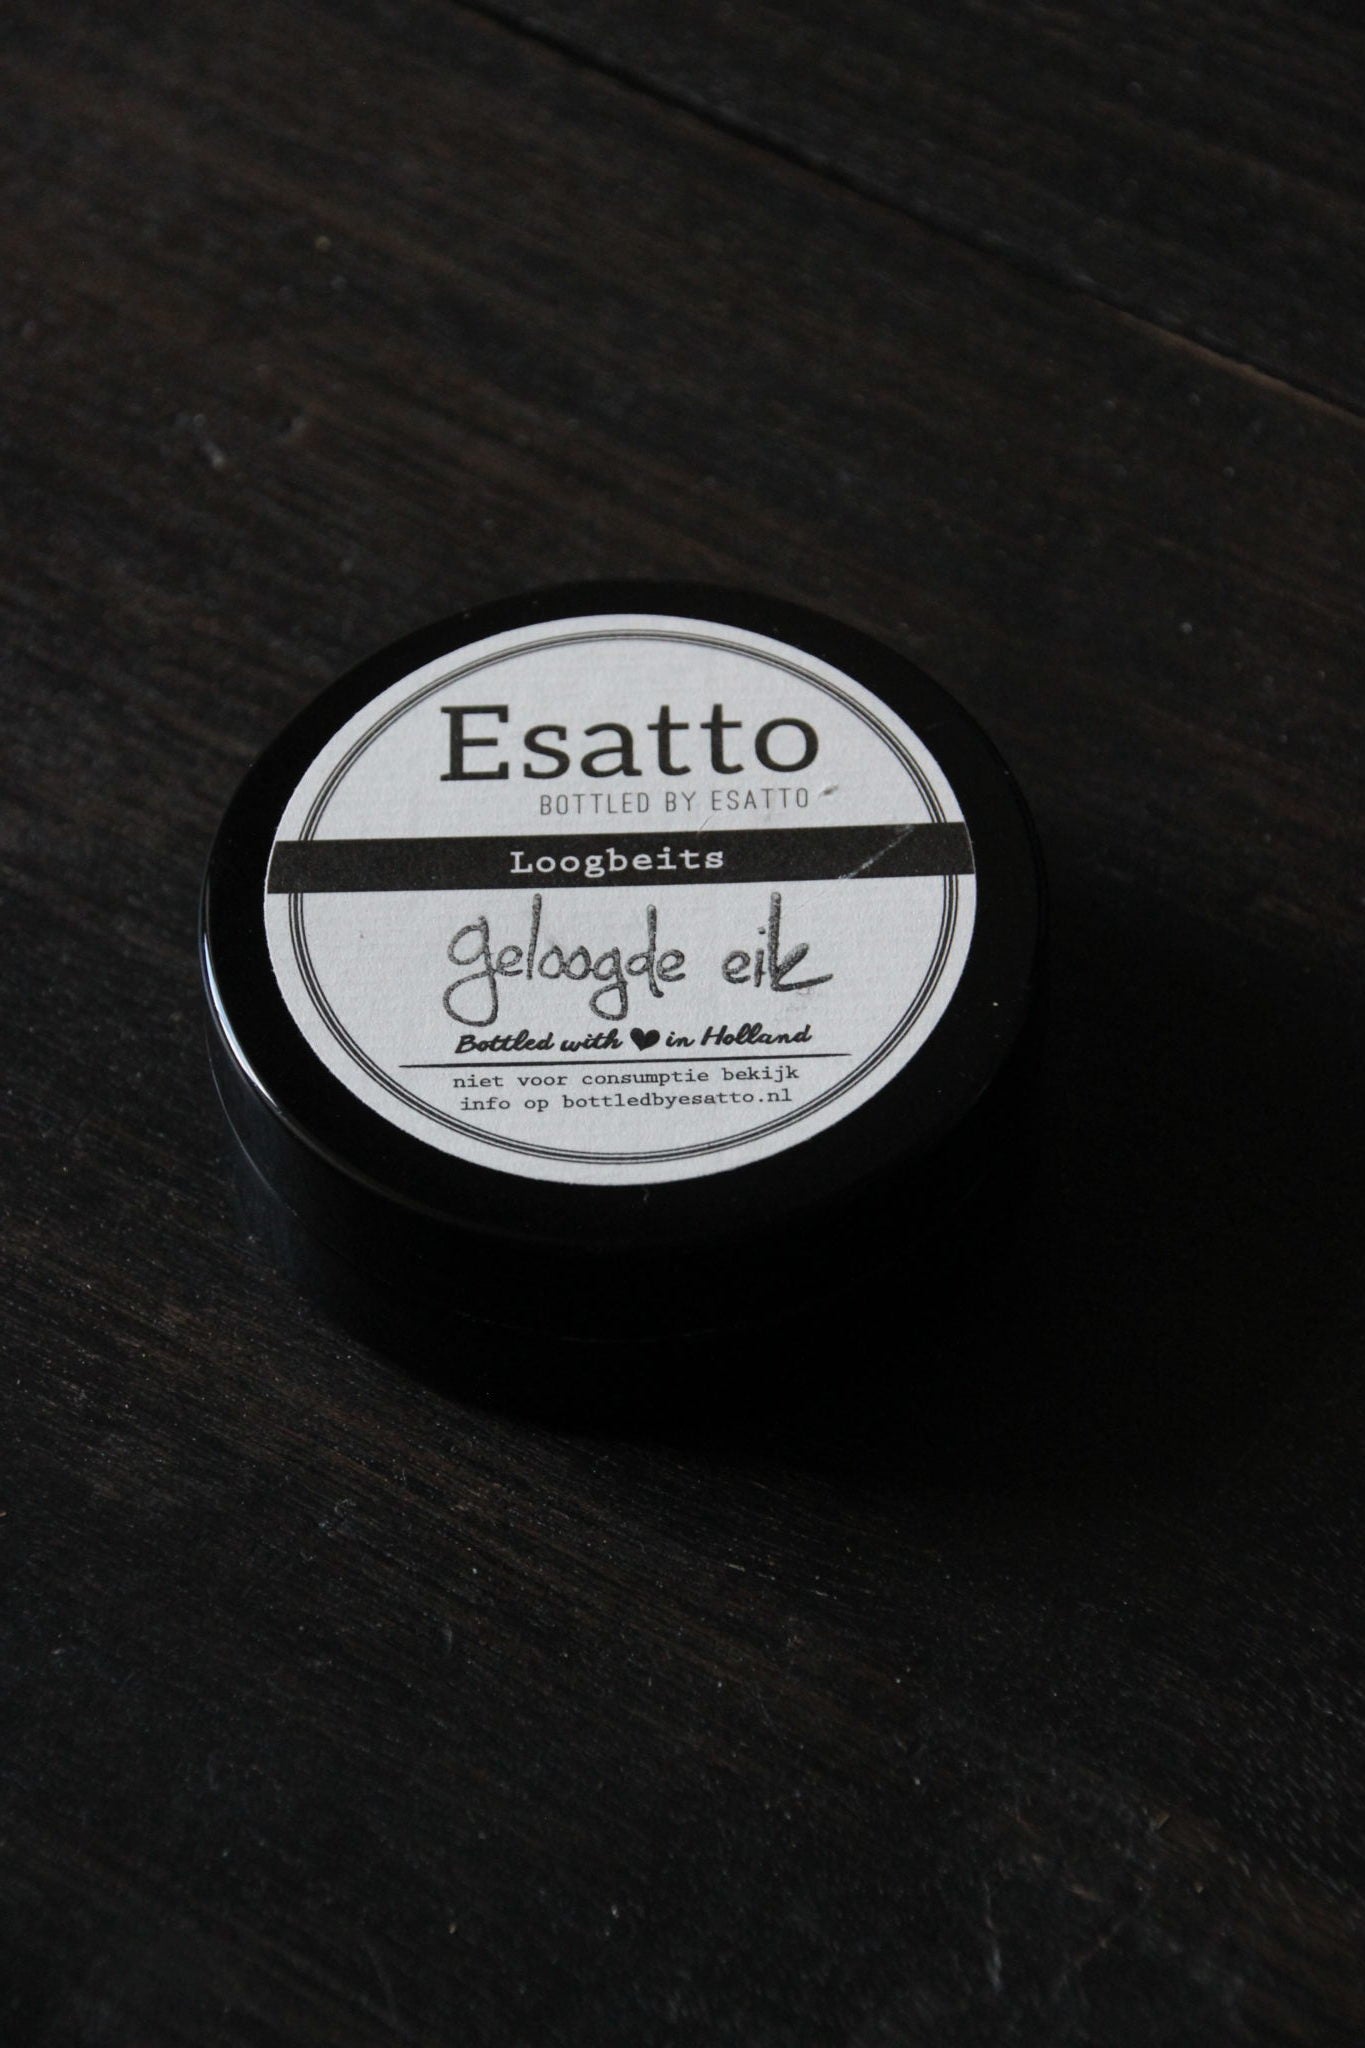 Esatto
BOTTLED BY ESATTO
Loogbeits
geloogde eik
Bottled with ♥ in Holland
niet voor consumptie bekijk
info op bottledbyesatto.nl